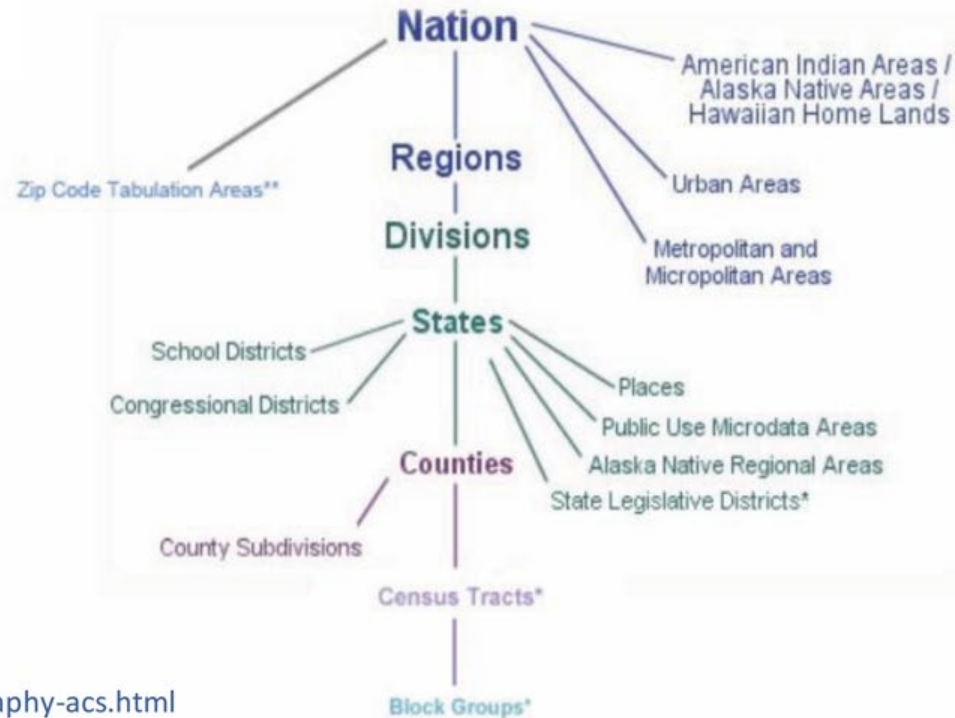 Nation
American Indian Areas /
Alaska Native Areas /
Hawaiian Home Lands
Regions
Zip Code Tabulation Areas**
Urban Areas
Divisions
Metropolitan and
Micropolitan Areas
States
School Districts
Places
Congressional Districts
Public Use Microdata Areas
Counties
Alaska Native Regional Areas
State Legislative Districts*
County Subdivisions
Census Tracts*
aphy-acs.html
Block Groups*